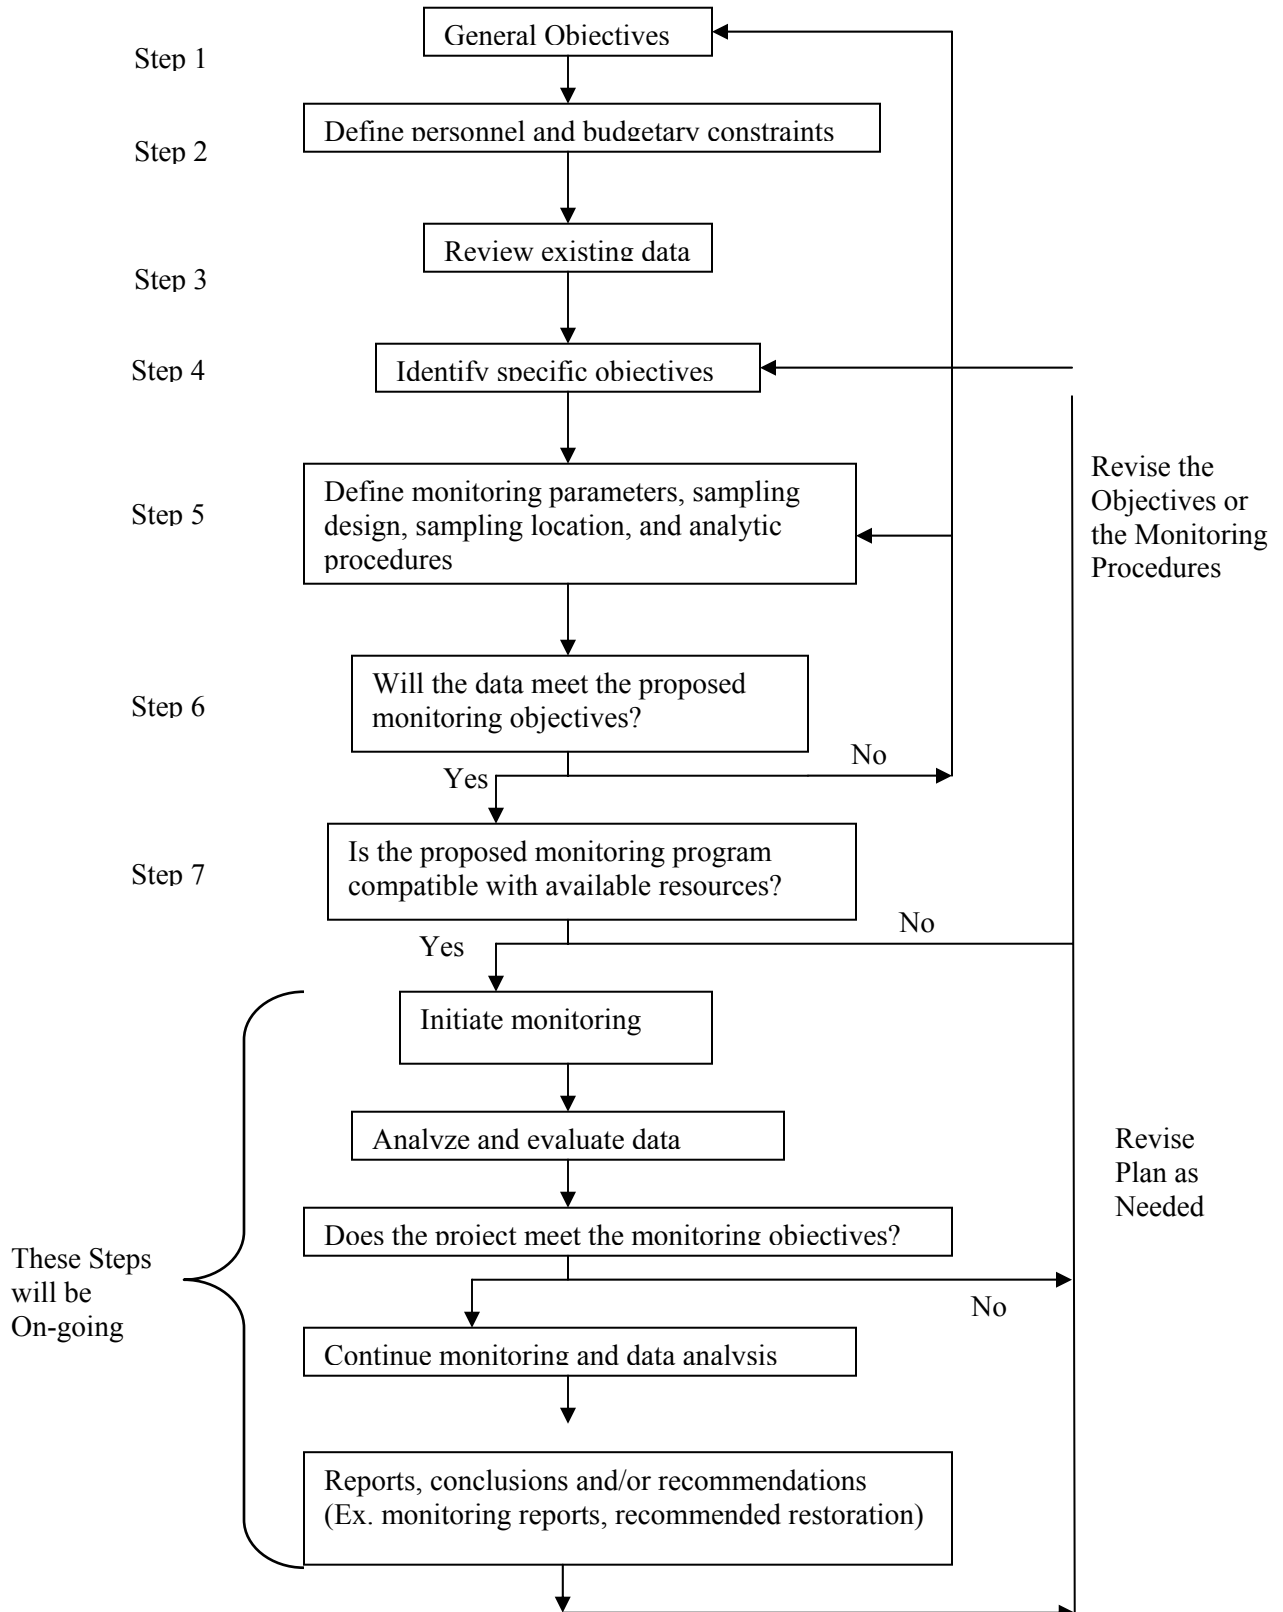 General Objectives
Step 1
Define personnel and budgetary constraints
Step 2
Review existing data
Step 3
Identify specific objectives
Step 4
Revise the
Objectives or
the Monitoring
Procedures
Define monitoring parameters, sampling
design, sampling location, and analytic
procedures
Step 5
Will the data meet the proposed
monitoring objectives?
Step 6
No
Yes
Is the proposed monitoring program
compatible with available resources?
Step 7
No
Yes
Initiate monitoring
Analyze and evaluate data
Revise
Plan as
Needed
Does the project meet the monitoring objectives?
These Steps
will be
On-going
No
Continue monitoring and data analysis
Reports, conclusions and/or recommendations
(Ex. monitoring reports, recommended restoration)